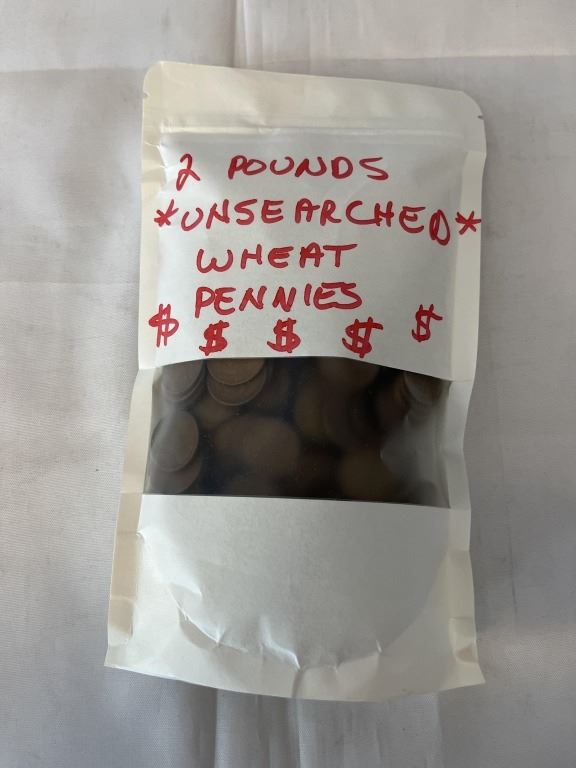 2 POUNDS
*UNSEARCHED*
WHEAT
PENNIES
$ $ $ $ $